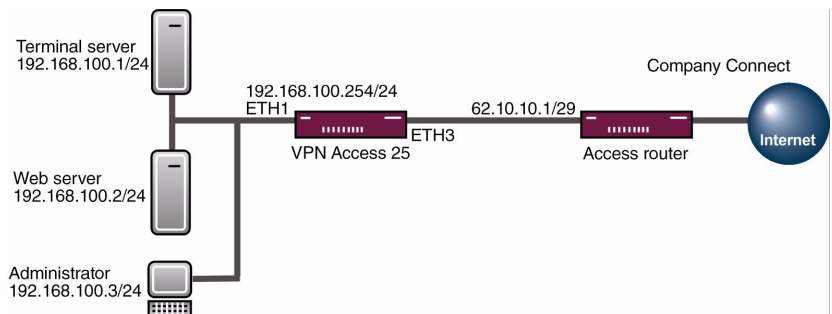 Terminal server
192.168.100.1/24
Company Connect
192.168.100.254/24
ETH1
62.10.10.1/29
ETH3
Internet
VPN Access 25
Access router
Web server
192.168.100.2/24
Administrator
192.168.100.3/24